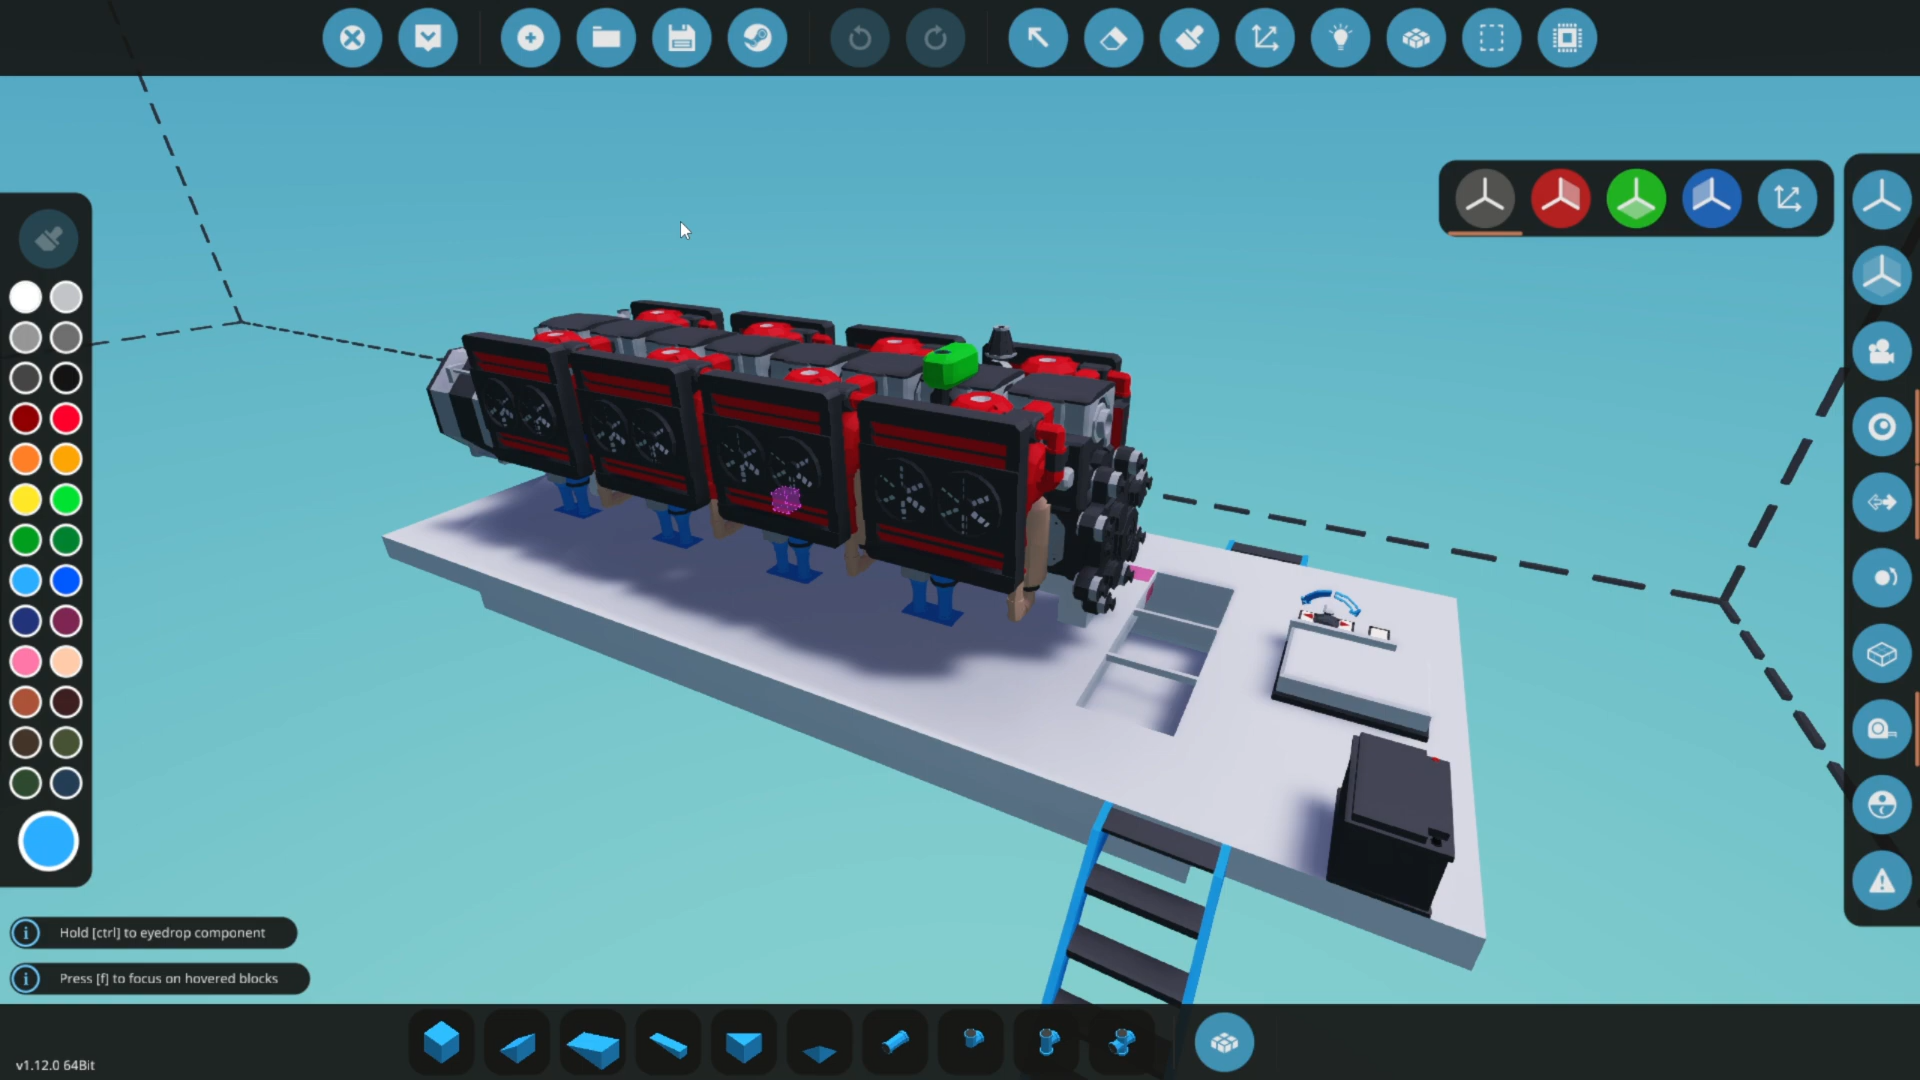 Hold [ctrl] to eyedrop component
Press [f] to focus on hovered blocks
v1.12.0 64Bit